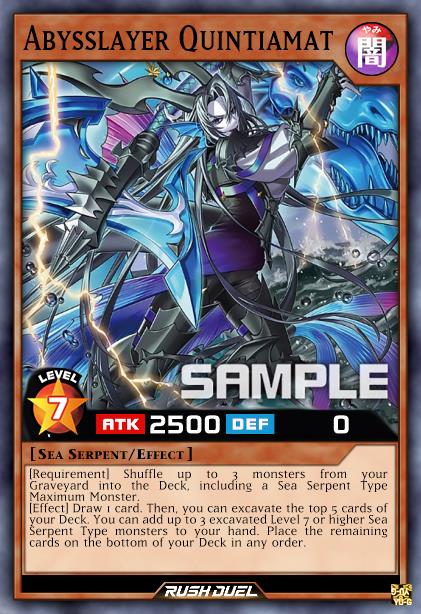 ABYSSLAYER QUINTIAMAT
やみ
闇
SAMPLE
LEVEL
7
ATK 2500 DEF 0
[SEA SERPENT/EFFECT]
[Requirement] Shuffle up to 3 monsters from your
Graveyard into the Deck, including a Sea Serpent Type
Maximum Monster.
[Effect] Draw 1 card. Then, you can excavate the top 5 cards
of your Deck. You can add up to 3 excavated Level 7 or higher Sea
Serpent Type monsters to your hand. Place the remaining
cards on the bottom of your Deck in any order.
RUSH DUEL